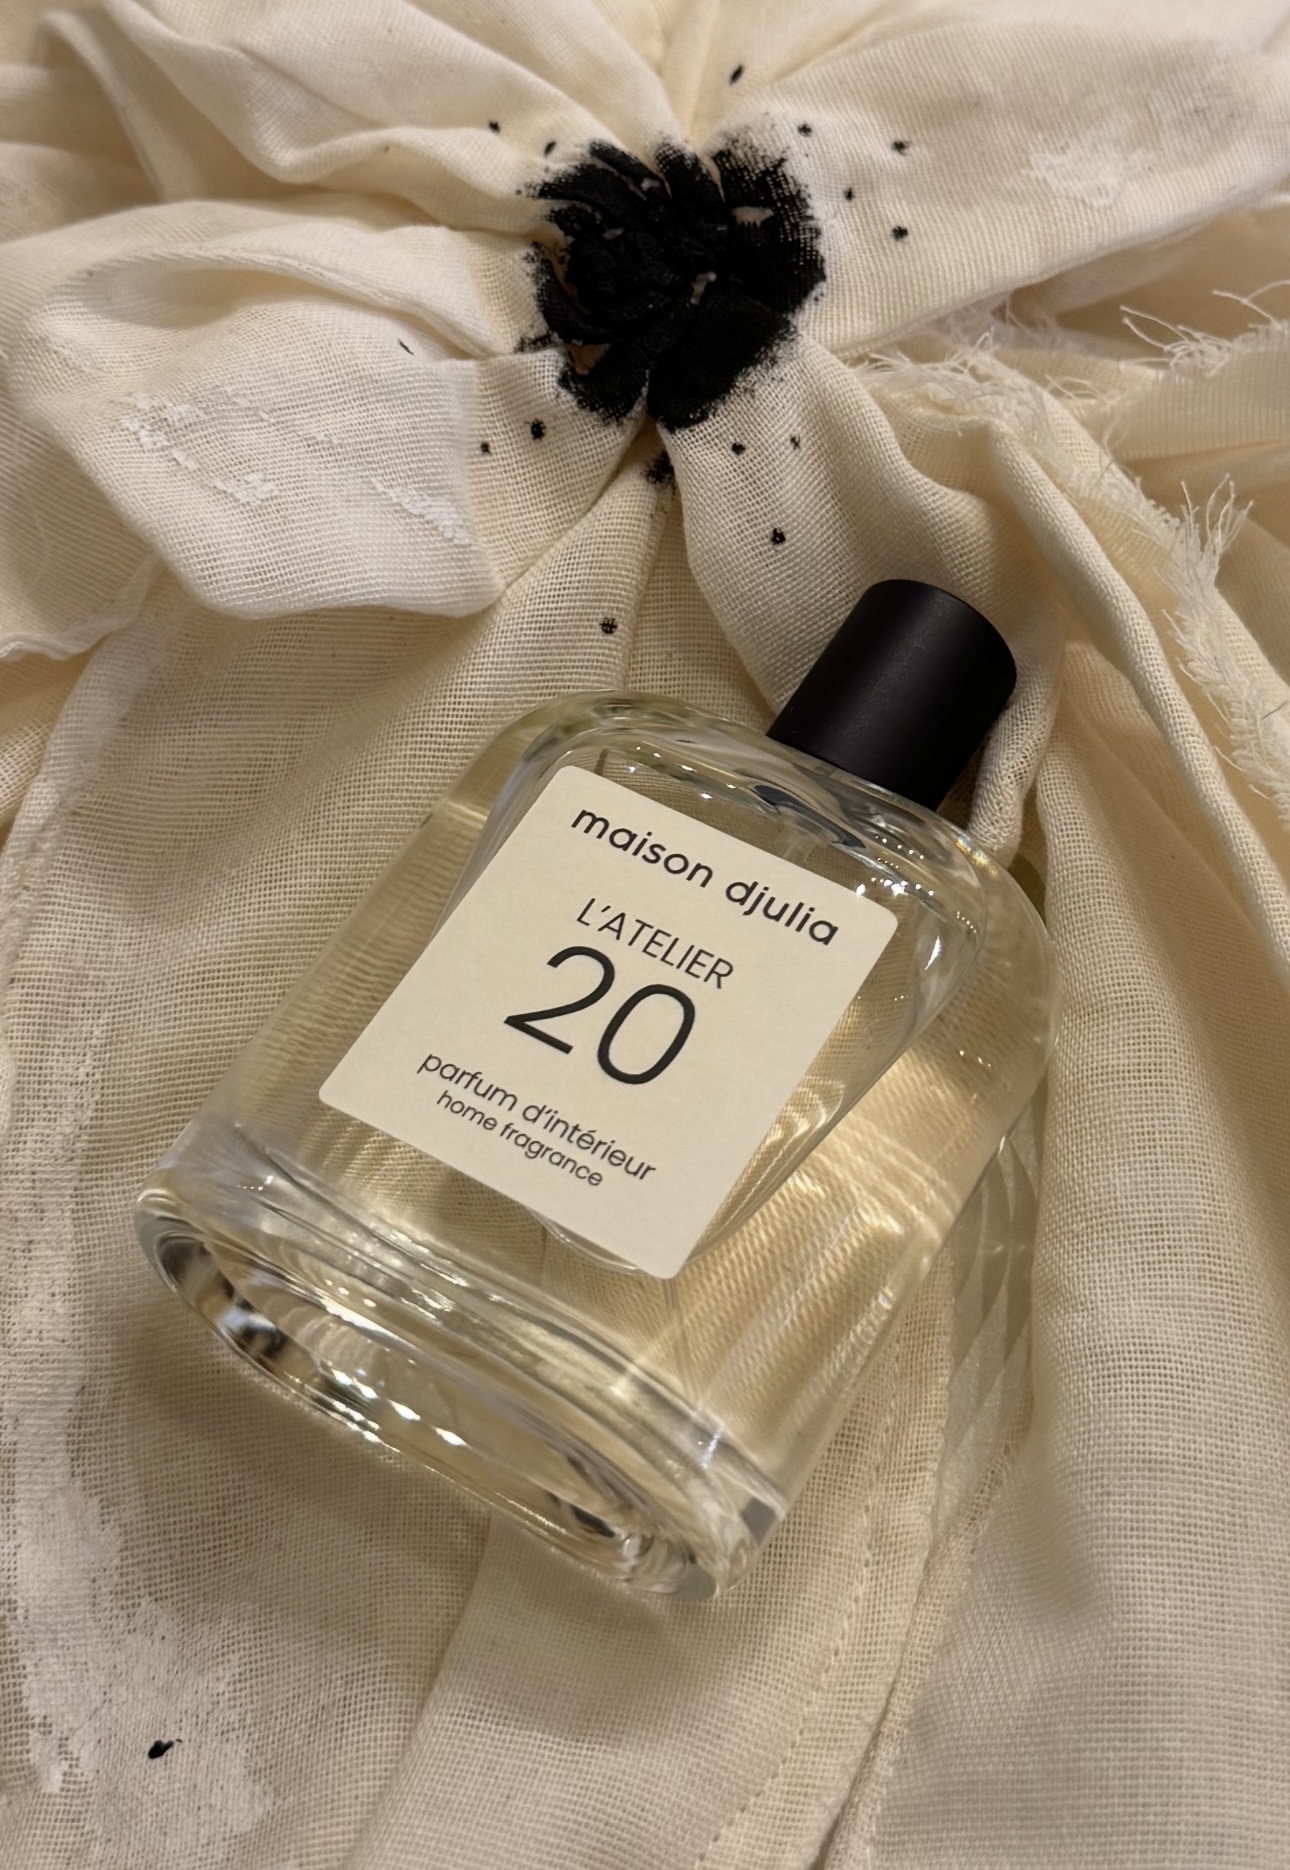 maison djulia
L'ATELIER
20
parfum d'intérieur
home fragrance